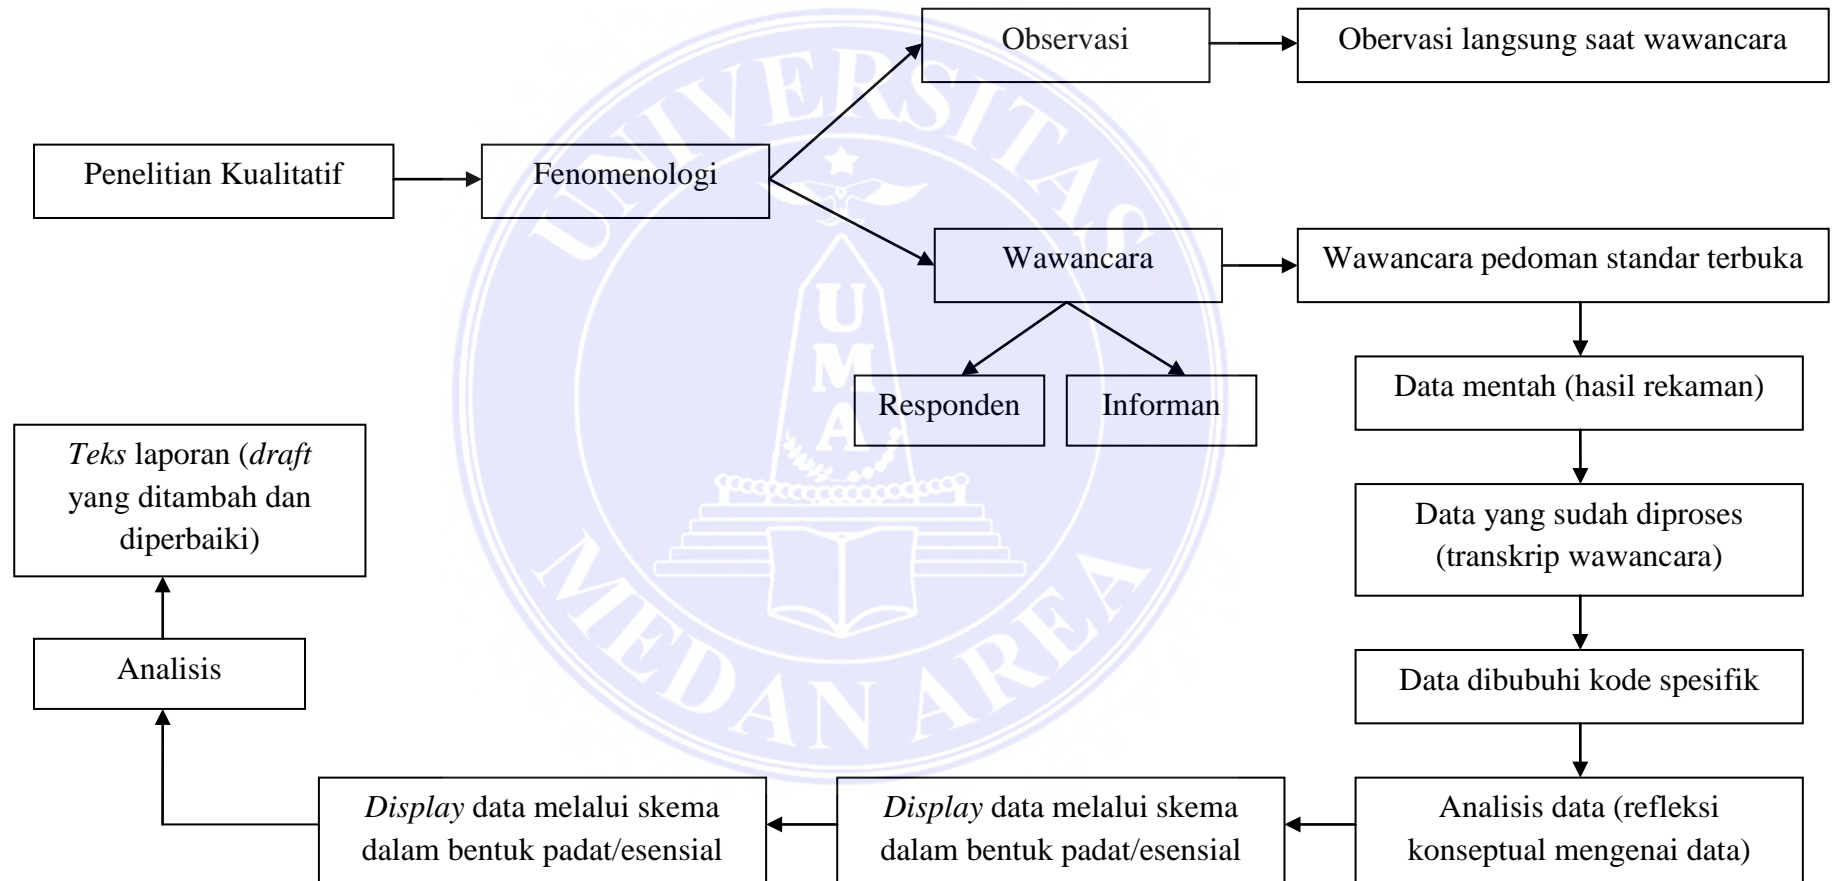 Observasi
Obervasi langsung saat wawancara
Penelitian Kualitatif
Fenomenologi
Wawancara
Wawancara pedoman standar terbuka
Responden
Informan
Data mentah (hasil rekaman)
Data yang sudah diproses
(transkrip wawancara)
Data dibubuhi kode spesifik
Analisis data (refleksi
konseptual mengenai data)
Display data melalui skema
dalam bentuk padat/esensial
Display data melalui skema
dalam bentuk padat/esensial
Analisis
Teks laporan (draft
yang ditambah dan
diperbaiki)
UNIVERSITAS
MEDAN AREA
U
M
A